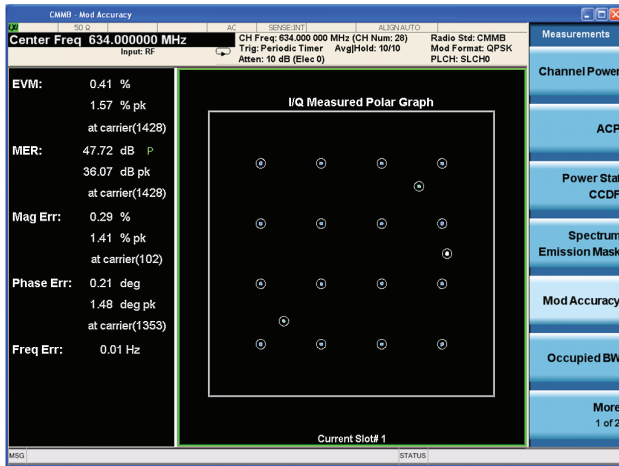 CMMB - Mod Accuracy
LXI
50 Ω
AC
SENSE:INT
ALIGN AUTO
Center Freq 634.000000 MHz
Input: RF
CH Freq: 634.000 000 MHz (CH Num: 28)
Trig: Periodic Timer Avg|Hold: 10/10
Atten: 10 dB (Elec 0)
Radio Std: CMMB
Mod Format: QPSK
PLCH: SLCH0
EVM: 0.41 %
1.57 % pk
at carrier(1428)
MER: 47.72 dB P
36.07 dB pk
at carrier(1428)
Mag Err: 0.29 %
1.41 % pk
at carrier(102)
Phase Err: 0.21 deg
1.48 deg pk
at carrier(1353)
Freq Err: 0.01 Hz
I/Q Measured Polar Graph
Current Slot# 1
Measurements
Channel Power
ACP
Power Stat
CCDF
Spectrum
Emission Mask
Mod Accuracy
Occupied BW
More
1 of 2
MSG
STATUS